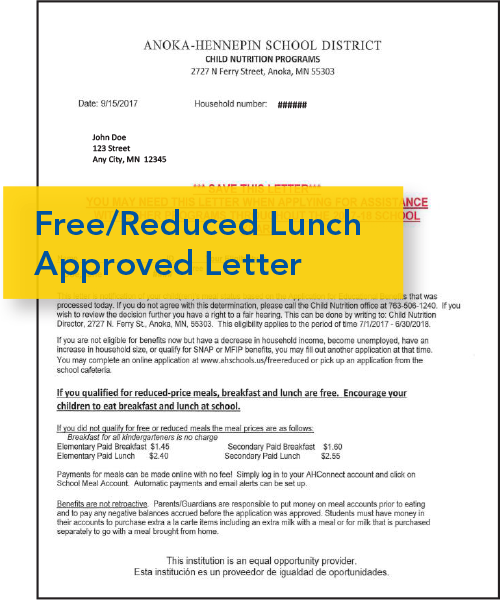 ANOKA-HENNEPIN SCHOOL DISTRICT
CHILD NUTRITION PROGRAMS
2727 N Ferry Street, Anoka, MN 55303
Date: 9/15/2017 Household number: ######
John Doe
123 Street
Any City, MN 12345
** SAVE THIS LETTER**
YOU MAY NEED THIS LETTER WHEN APPLYING FOR ASSISTANCE
SCHOOL
Free/Reduced Lunch
Approved Letter
that was
processed today. If you do not agree with this determination, please call the Child Nutrition office at 763-506-1240. If you
wish to review the decision further you have a right to a fair hearing. This can be done by writing to: Child Nutrition
Director, 2727 N. Ferry St., Anoka, MN, 55303. This eligibility applies to the period of time 7/1/2017 - 6/30/2018.
If you are not eligible for benefits now but have a decrease in household income, become unemployed, have an
increase in household size, or qualify for SNAP or MFIP benefits, you may fill out another application at that time.
You may complete an online application at www.ahschools.us/freereduced or pick up an application from the
school cafeteria.
If you qualified for reduced-price meals, breakfast and lunch are free. Encourage your
children to eat breakfast and lunch at school.
If you did not qualify for free or reduced meals the meal prices are as follows:
Breakfast for all kindergarteners is no charge
Elementary Paid Breakfast $1.45 Secondary Paid Breakfast $1.60
Elementary Paid Lunch $2.40 Secondary Paid Lunch $2.55
Payments for meals can be made online with no fee! Simply log in to your AHConnect account and click on
School Meal Account. Automatic payments and email alerts can be set up.
Benefits are not retroactive. Parents/Guardians are responsible to put money on meal accounts prior to eating
and to pay any negative balances accrued before the application was approved. Students must have money in
their accounts to purchase extra a la carte items including an extra milk with a meal or for milk that is purchased
separately to go with a meal brought from home.
This institution is an equal opportunity provider.
Esta institución es un proveedor de igualdad de oportunidades.